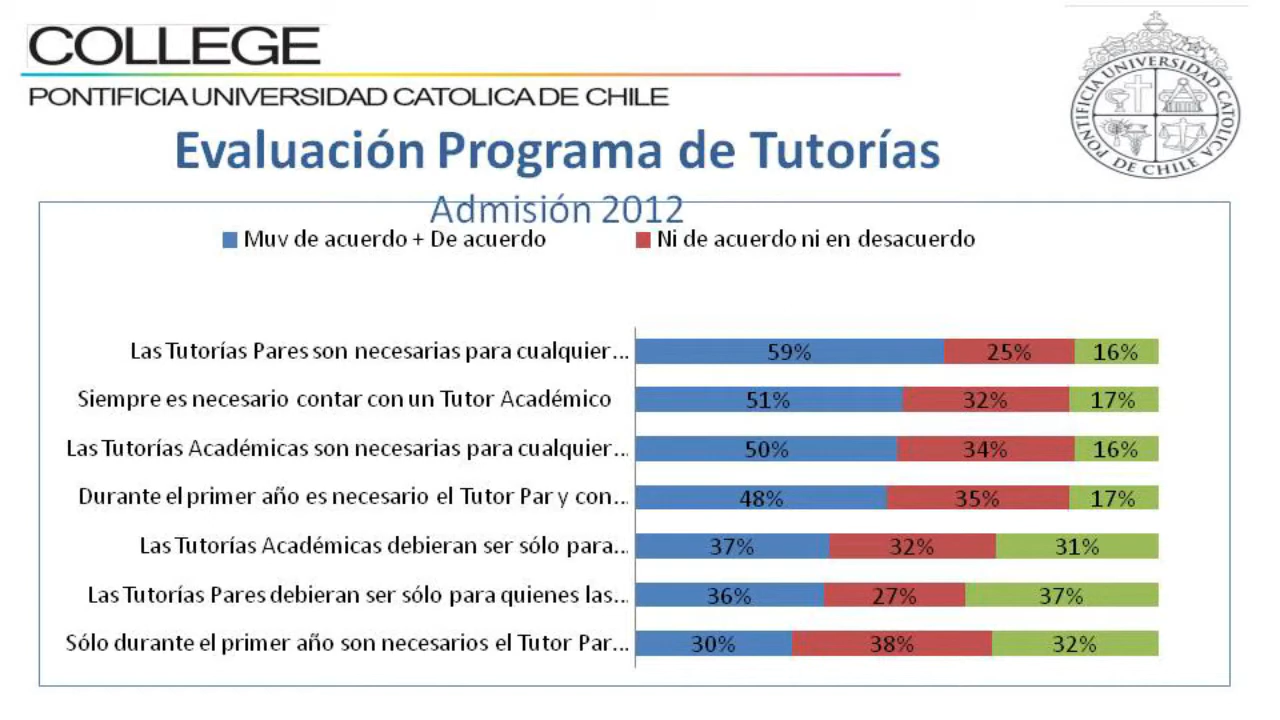 COLLEGE
PONTIFICIA UNIVERSIDAD CATOLICA DE CHILE
PONTIFICIA UNIVERSIDAD CATOLICA DE CHILE
Evaluación Programa de Tutorías
Admisión 2012
Muy de acuerdo + De acuerdo Ni de acuerdo ni en desacuerdo
Las Tutorías Pares son necesarias para cualquier... 59% 25% 16%
Siempre es necesario contar con un Tutor Académico 51% 32% 17%
Las Tutorías Académicas son necesarias para cualquier... 50% 34% 16%
Durante el primer año es necesario el Tutor Par y con... 48% 35% 17%
Las Tutorías Académicas debieran ser sólo para... 37% 32% 31%
Las Tutorías Pares debieran ser sólo para quienes las... 36% 27% 37%
Sólo durante el primer año son necesarios el Tutor Par... 30% 38% 32%